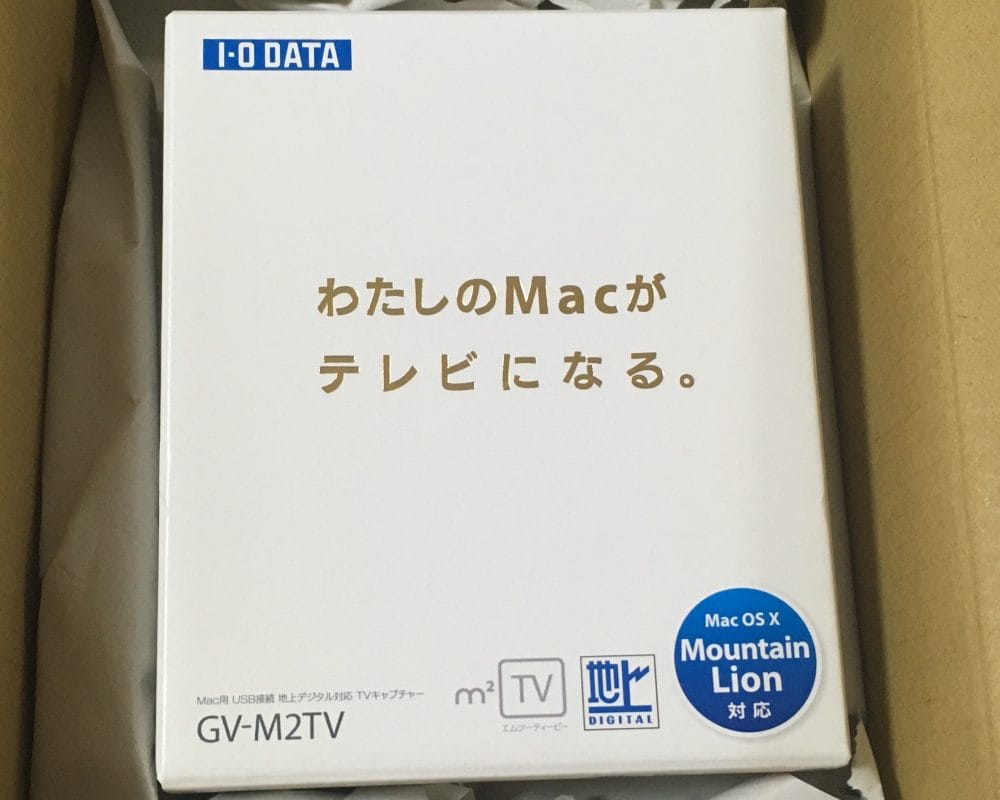 I-O DATA
わたしのMacが
テレビになる。
Mac OS X
Mountain
Lion
対応
Mac用 USB接続 地上デジタル対応 TVキャプチャー
GV-M2TV
m² TV
エムツーティービー
地上
DIGITAL